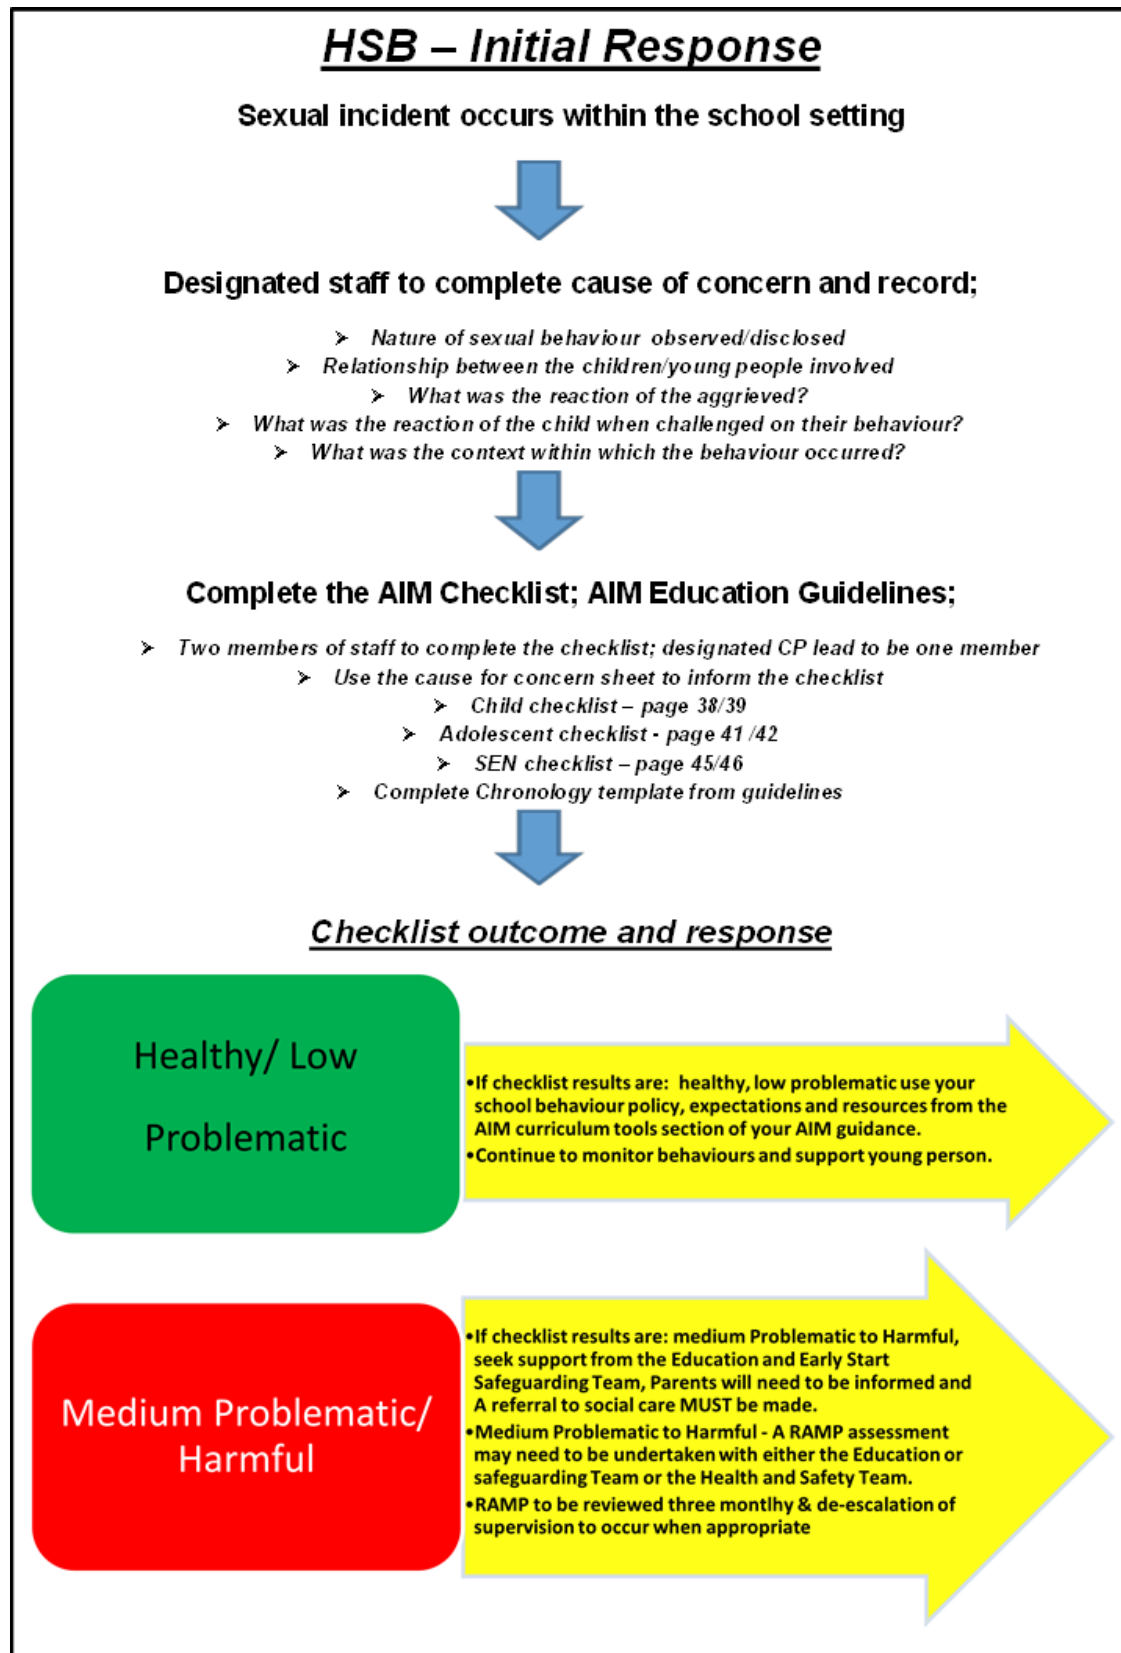 HSB – Initial Response
Sexual incident occurs within the school setting
Designated staff to complete cause of concern and record;
➢ Nature of sexual behaviour observed/disclosed
➢ Relationship between the children/young people involved
➢ What was the reaction of the aggrieved?
➢ What was the reaction of the child when challenged on their behaviour?
➢ What was the context within which the behaviour occurred?
Complete the AIM Checklist; AIM Education Guidelines;
➢ Two members of staff to complete the checklist; designated CP lead to be one member
➢ Use the cause for concern sheet to inform the checklist
➢ Child checklist – page 38/39
➢ Adolescent checklist - page 41 /42
➢ SEN checklist – page 45/46
➢ Complete Chronology template from guidelines
Checklist outcome and response
Healthy/ Low
Problematic
•If checklist results are: healthy, low problematic use your
school behaviour policy, expectations and resources from the
AIM curriculum tools section of your AIM guidance.
•Continue to monitor behaviours and support young person.
Medium Problematic/
Harmful
•If checklist results are: medium Problematic to Harmful,
seek support from the Education and Early Start
Safeguarding Team, Parents will need to be informed and
A referral to social care MUST be made.
•Medium Problematic to Harmful - A RAMP assessment
may need to be undertaken with either the Education or
safeguarding Team or the Health and Safety Team.
•RAMP to be reviewed three montlhy & de-escalation of
supervision to occur when appropriate